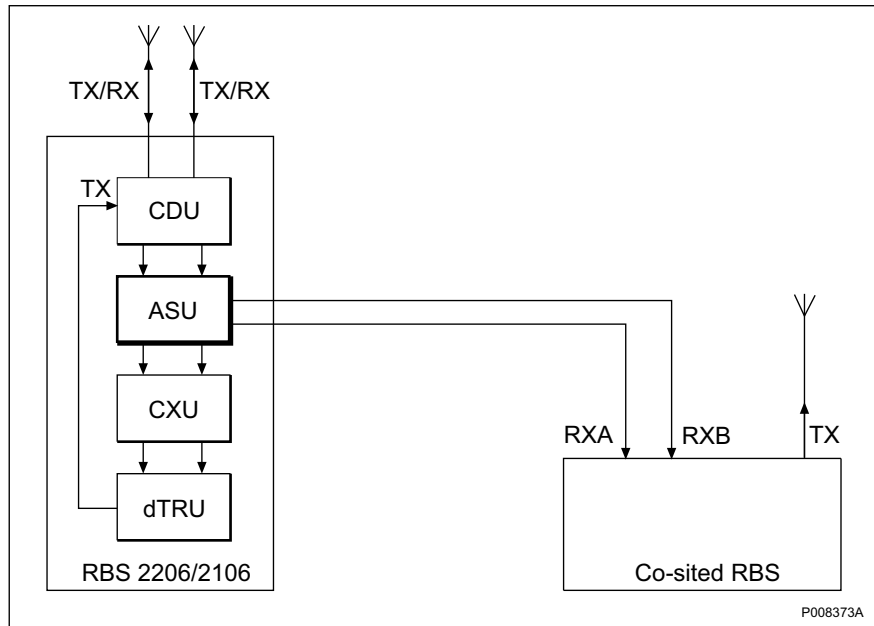 TX/RX
TX/RX
TX
CDU
ASU
CXU
RXA
RXB
TX
dTRU
RBS 2206/2106
Co-sited RBS
P008373A